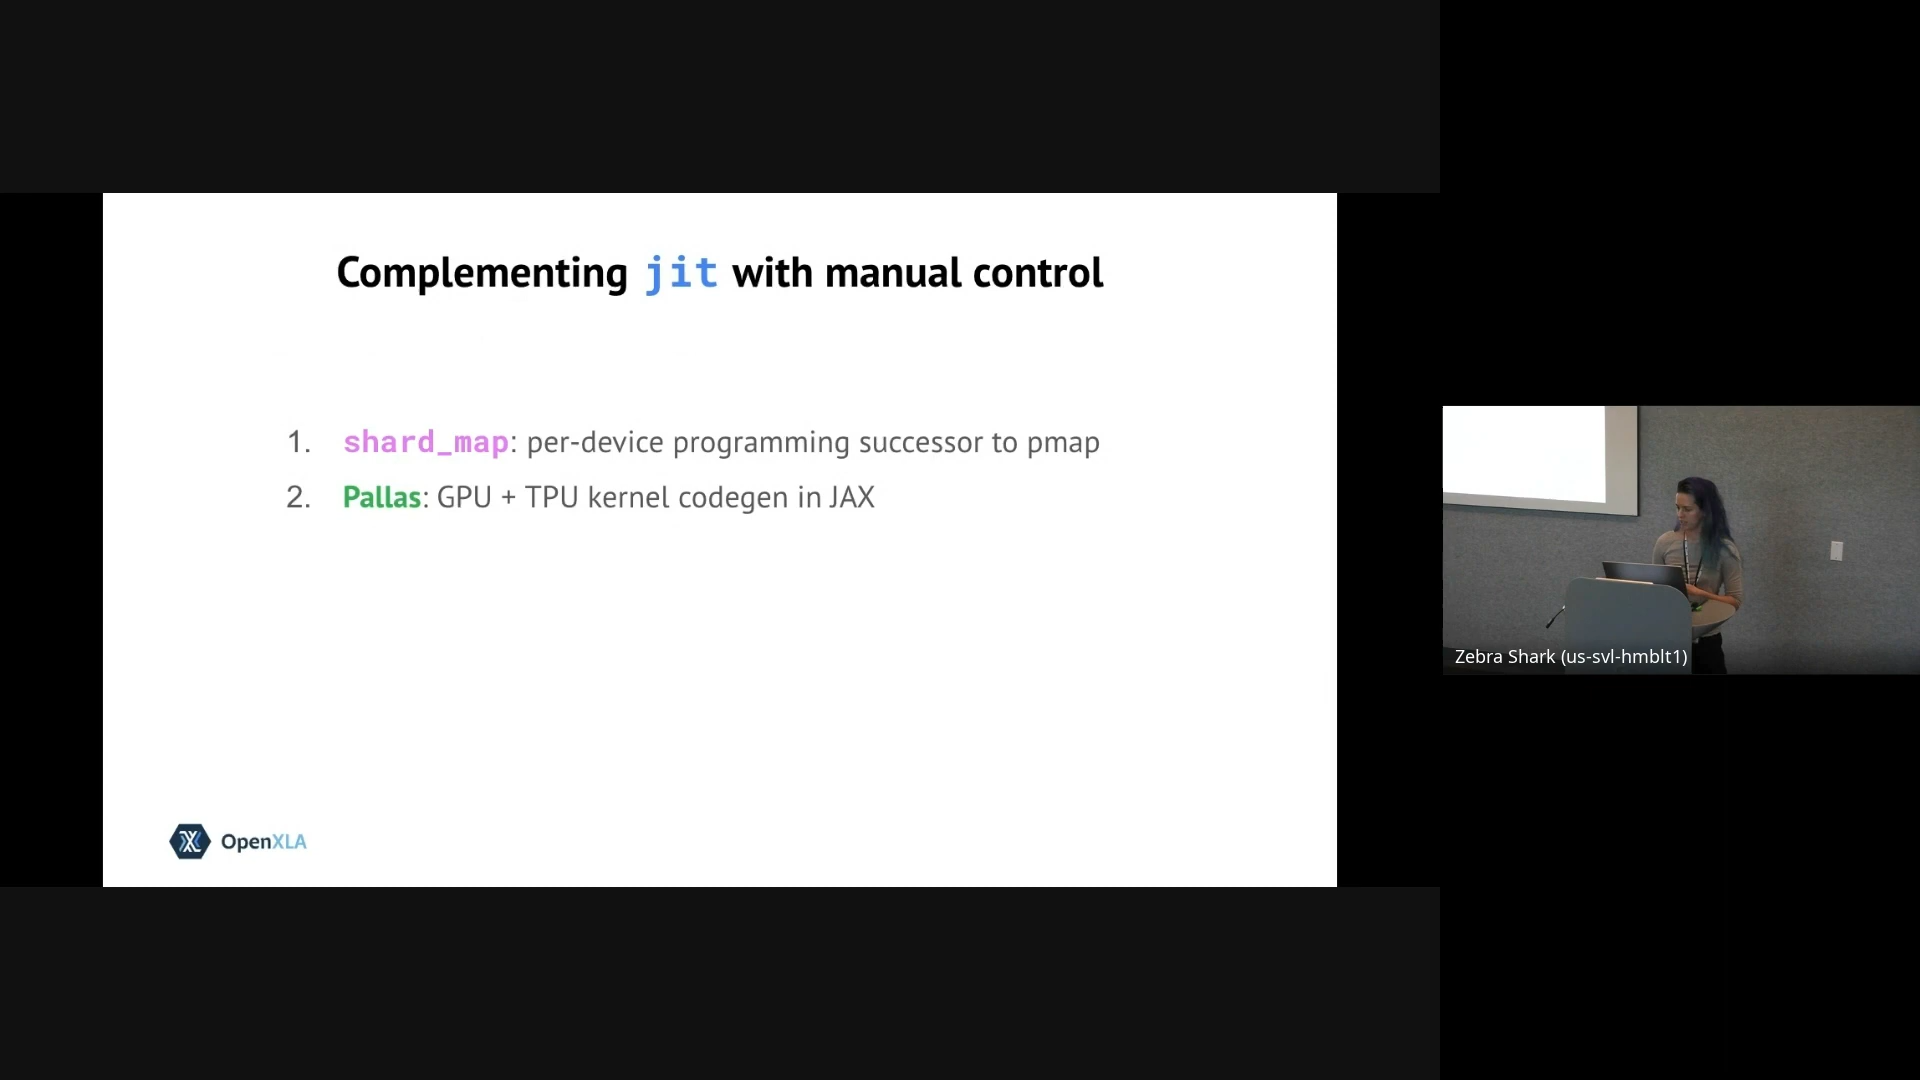 Complementing jit with manual control
1. shard_map: per-device programming successor to pmap
2. Pallas: GPU + TPU kernel codegen in JAX
OpenXLA
Zebra Shark (us-svl-hmblt1)